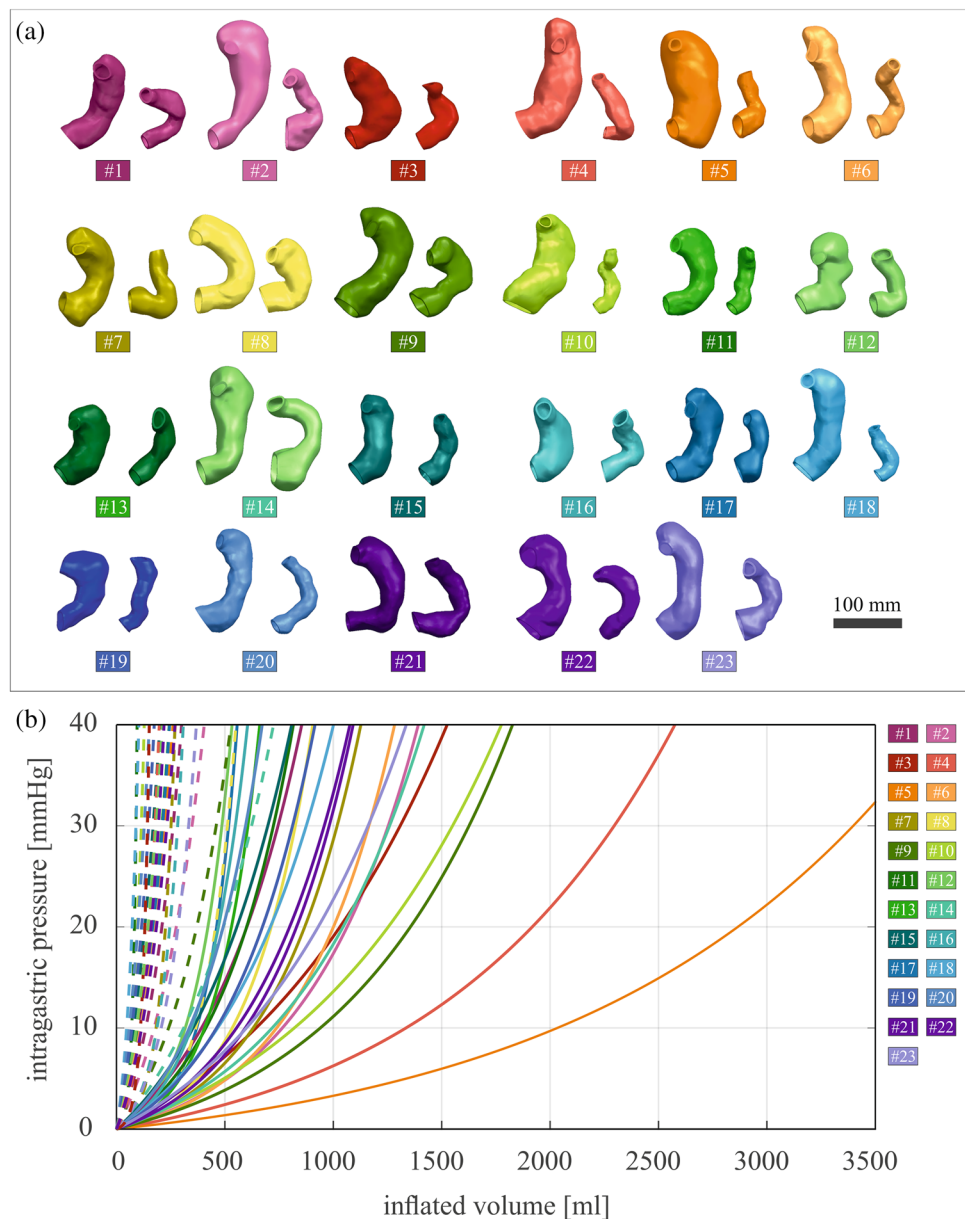 (a)
#1 #2 #3 #4 #5 #6
#7 #8 #9 #10 #11 #12
#13 #14 #15 #16 #17 #18
#19 #20 #21 #22 #23
100 mm
(b)
intragastric pressure [mmHg]
40
30
20
10
0
0 500 1000 1500 2000 2500 3000 3500
inflated volume [ml]
#1 #2
#3 #4
#5 #6
#7 #8
#9 #10
#11 #12
#13 #14
#15 #16
#17 #18
#19 #20
#21 #22
#23